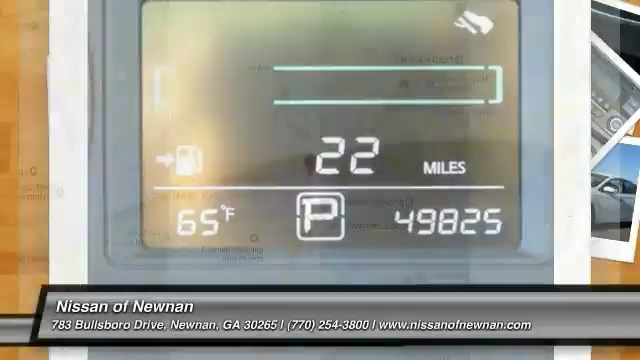 22 MILES
65°F P 49825
Nissan of Newnan
783 Bullsboro Drive, Newnan, GA 30265 | (770) 254-3800 | www.nissanofnewnan.com